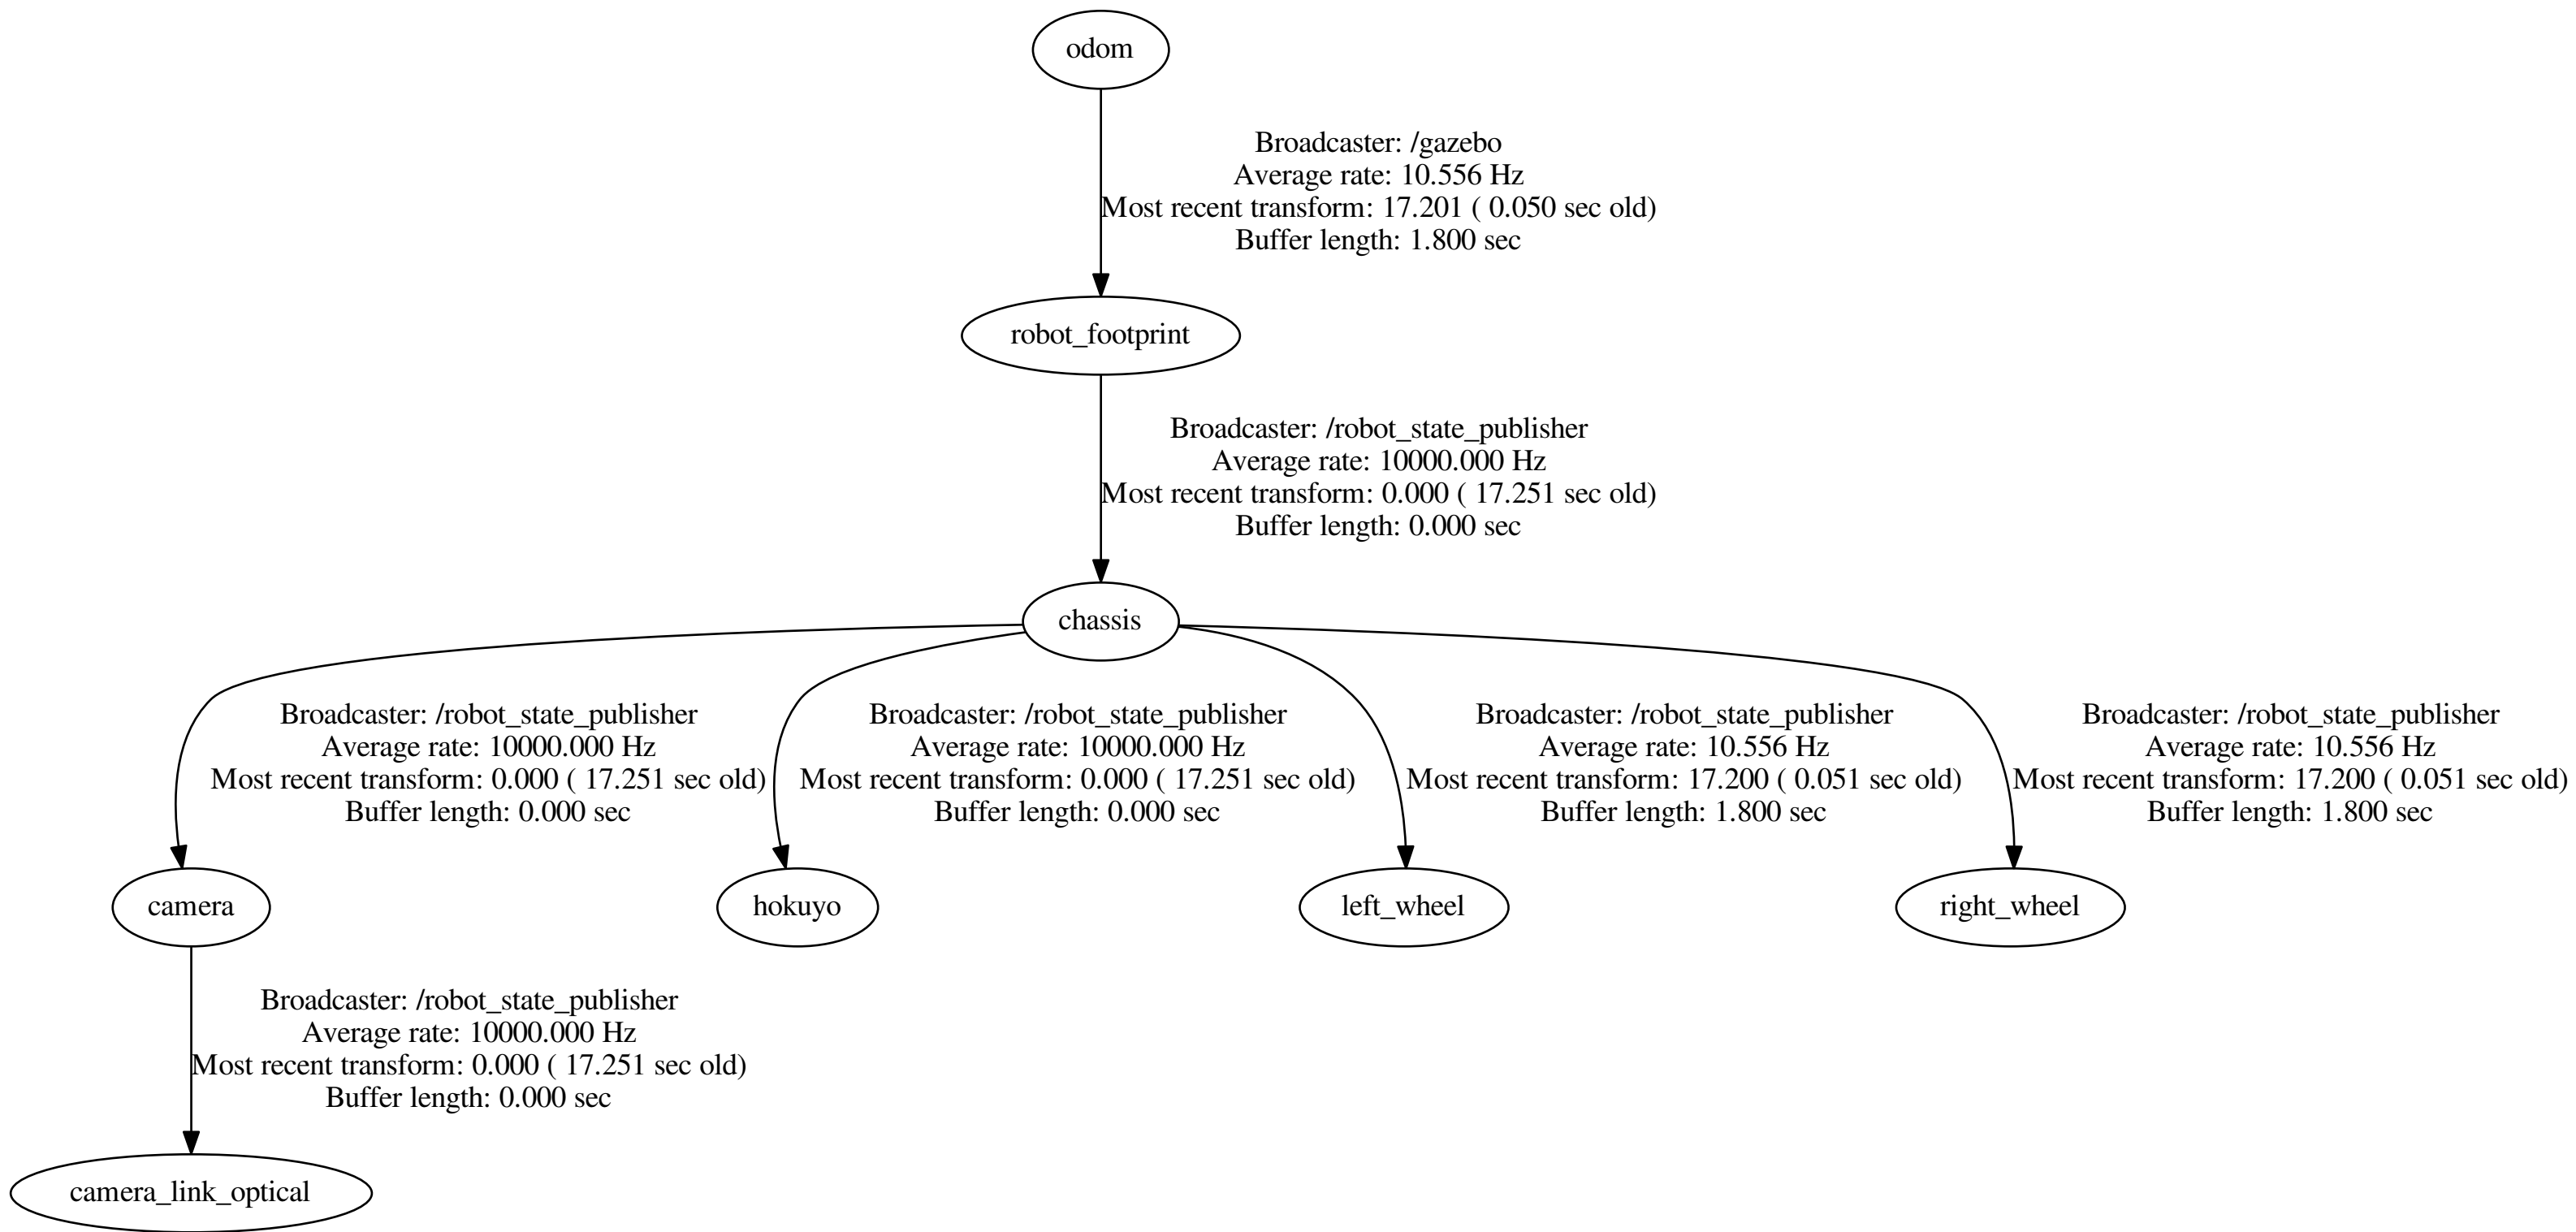 odom
Broadcaster: /gazebo
Average rate: 10.556 Hz
Most recent transform: 17.201 ( 0.050 sec old)
Buffer length: 1.800 sec
robot_footprint
Broadcaster: /robot_state_publisher
Average rate: 10000.000 Hz
Most recent transform: 0.000 ( 17.251 sec old)
Buffer length: 0.000 sec
chassis
Broadcaster: /robot_state_publisher
Average rate: 10000.000 Hz
Most recent transform: 0.000 ( 17.251 sec old)
Buffer length: 0.000 sec
Broadcaster: /robot_state_publisher
Average rate: 10000.000 Hz
Most recent transform: 0.000 ( 17.251 sec old)
Buffer length: 0.000 sec
Broadcaster: /robot_state_publisher
Average rate: 10.556 Hz
Most recent transform: 17.200 ( 0.051 sec old)
Buffer length: 1.800 sec
Broadcaster: /robot_state_publisher
Average rate: 10.556 Hz
Most recent transform: 17.200 ( 0.051 sec old)
Buffer length: 1.800 sec
camera
hokuyo
left_wheel
right_wheel
Broadcaster: /robot_state_publisher
Average rate: 10000.000 Hz
Most recent transform: 0.000 ( 17.251 sec old)
Buffer length: 0.000 sec
camera_link_optical